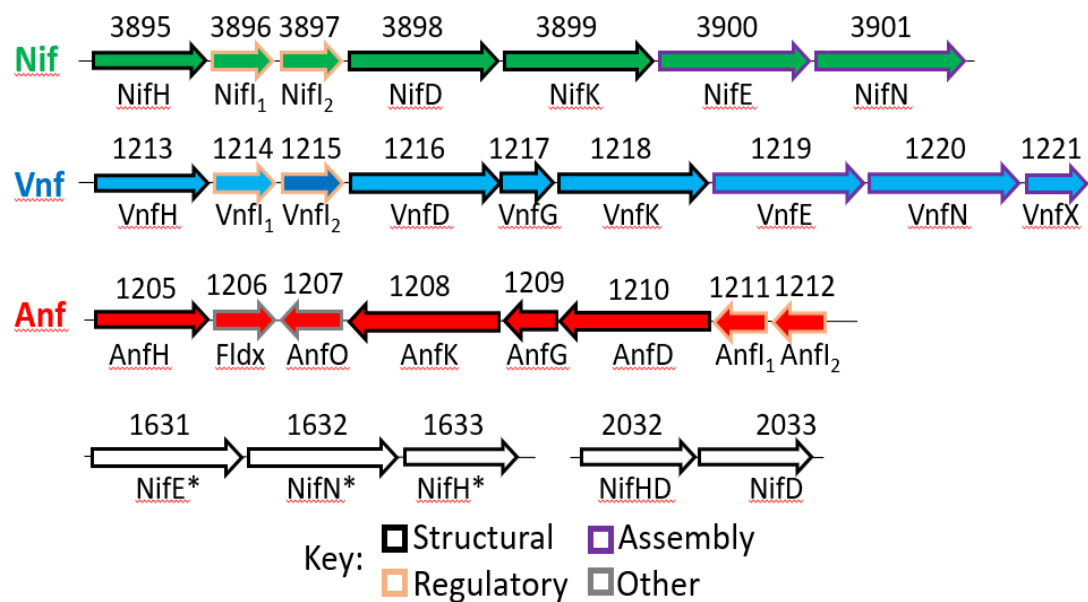 3895 3896 3897 3898 3899 3900 3901
Nif
NifH NifI₁ NifI₂ NifD NifK NifE NifN
1213 1214 1215 1216 1217 1218 1219 1220 1221
Vnf
VnfH VnfI₁ VnfI₂ VnfD VnfG VnfK VnfE VnfN VnfX
1205 1206 1207 1208 1209 1210 1211 1212
Anf
AnfH Fldx AnfO AnfK AnfG AnfD AnfI₁ AnfI₂
1631 1632 1633 2032 2033
NifE* NifN* NifH* NifHD NifD
Key: Structural Assembly
Regulatory Other